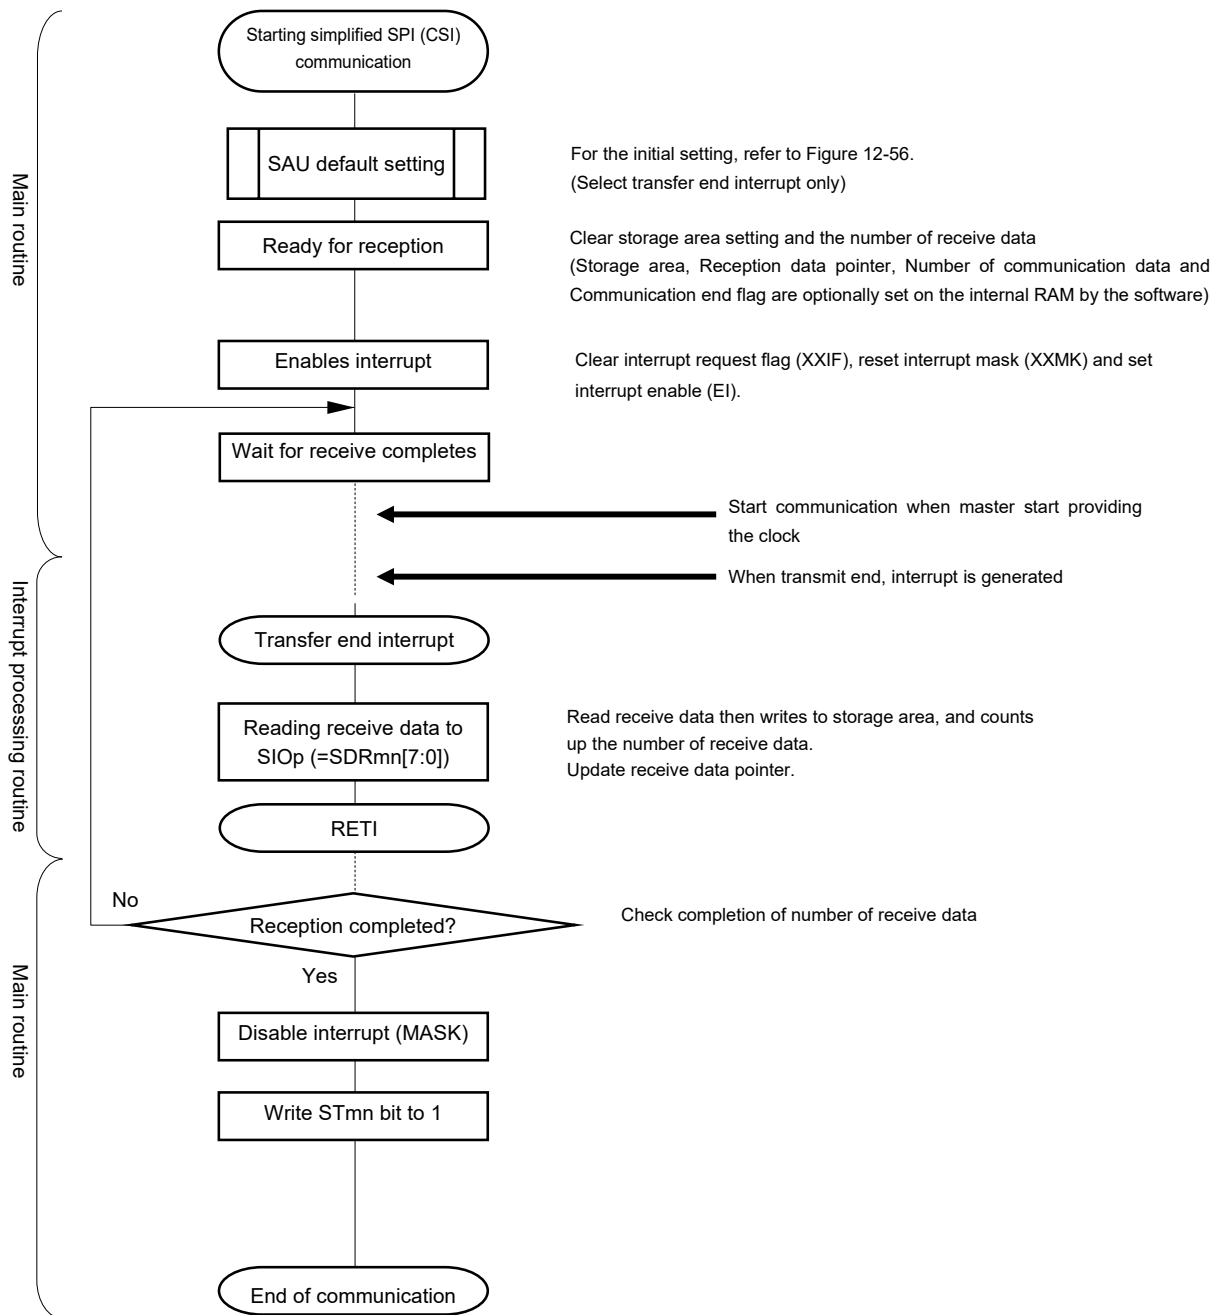 Starting simplified SPI (CSI)
communication
SAU default setting
For the initial setting, refer to Figure 12-56.
(Select transfer end interrupt only)
Main routine
Ready for reception
Clear storage area setting and the number of receive data
(Storage area, Reception data pointer, Number of communication data and
Communication end flag are optionally set on the internal RAM by the software)
Enables interrupt
Clear interrupt request flag (XXIF), reset interrupt mask (XXMK) and set
interrupt enable (EI).
Wait for receive completes
Start communication when master start providing
the clock
When transmit end, interrupt is generated
Interrupt processing routine
Transfer end interrupt
Reading receive data to
SIOp (=SDRmn[7:0])
Read receive data then writes to storage area, and counts
up the number of receive data.
Update receive data pointer.
RETI
No
Reception completed?
Check completion of number of receive data
Yes
Main routine
Disable interrupt (MASK)
Write STmn bit to 1
End of communication